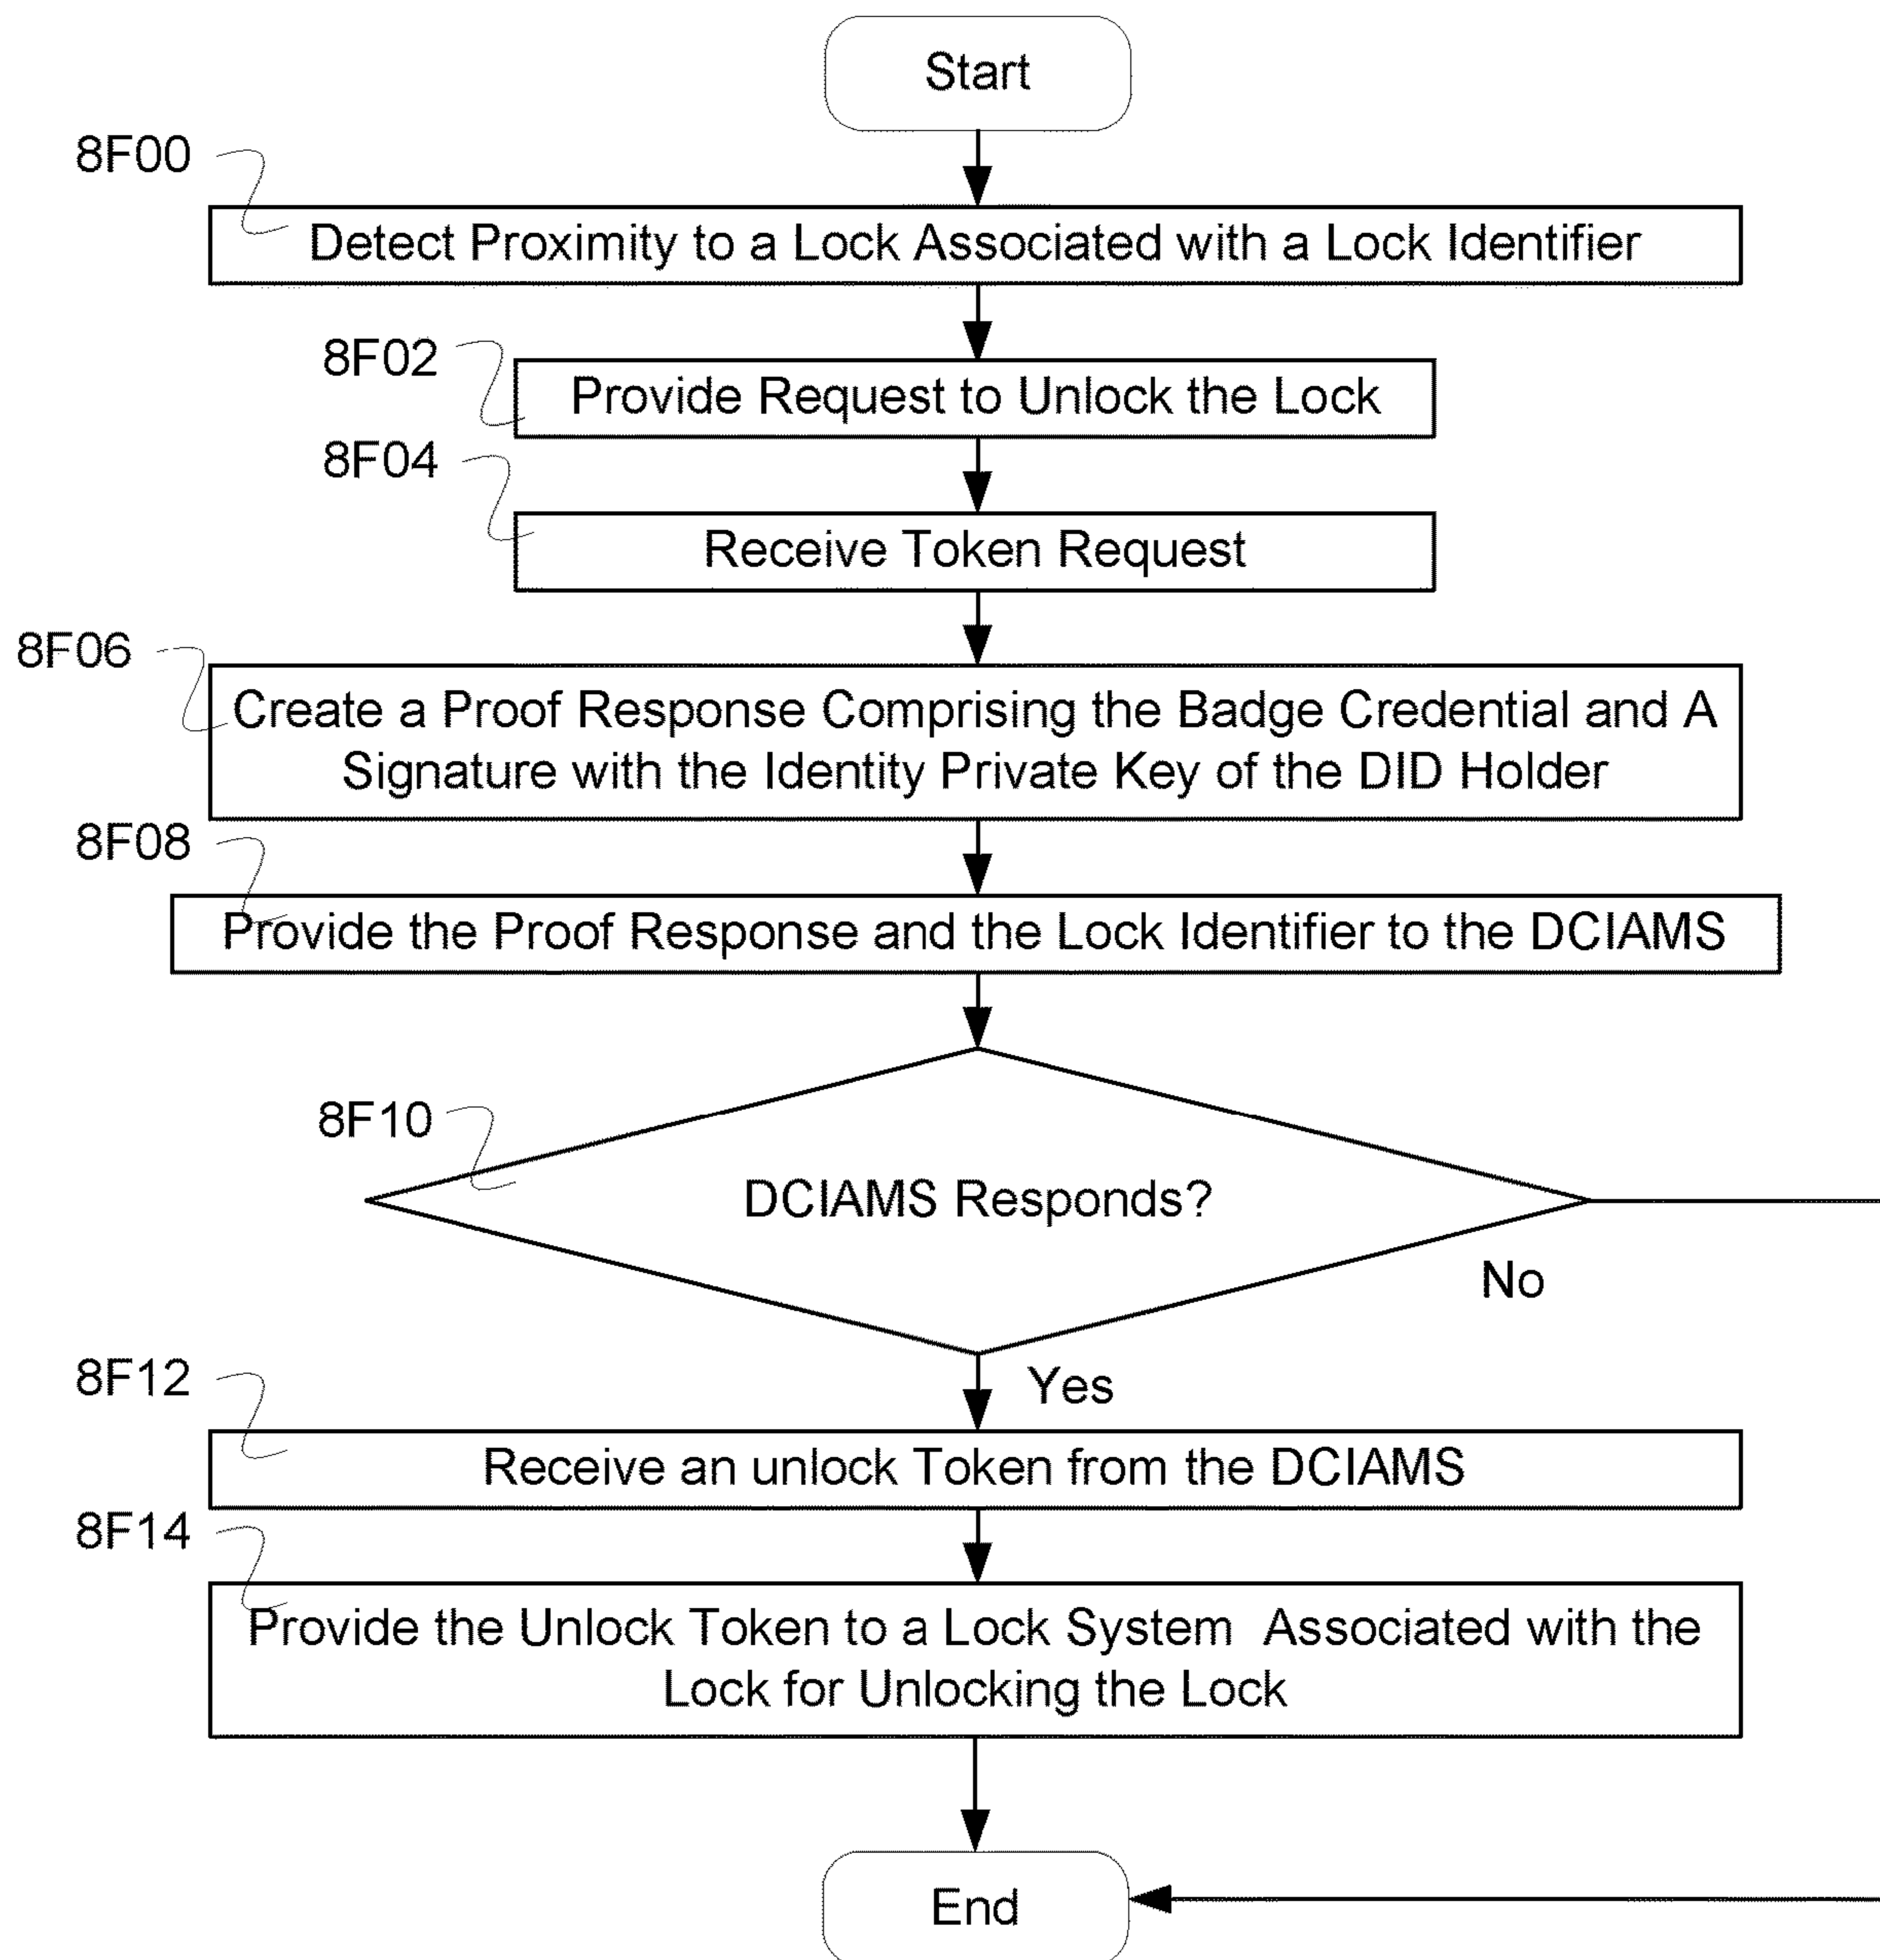 Start
8F00
Detect Proximity to a Lock Associated with a Lock Identifier
8F02
Provide Request to Unlock the Lock
8F04
Receive Token Request
8F06
Create a Proof Response Comprising the Badge Credential and A
Signature with the Identity Private Key of the DID Holder
8F08
Provide the Proof Response and the Lock Identifier to the DCIAMS
8F10
DCIAMS Responds?
No
Yes
8F12
Receive an unlock Token from the DCIAMS
8F14
Provide the Unlock Token to a Lock System Associated with the
Lock for Unlocking the Lock
End